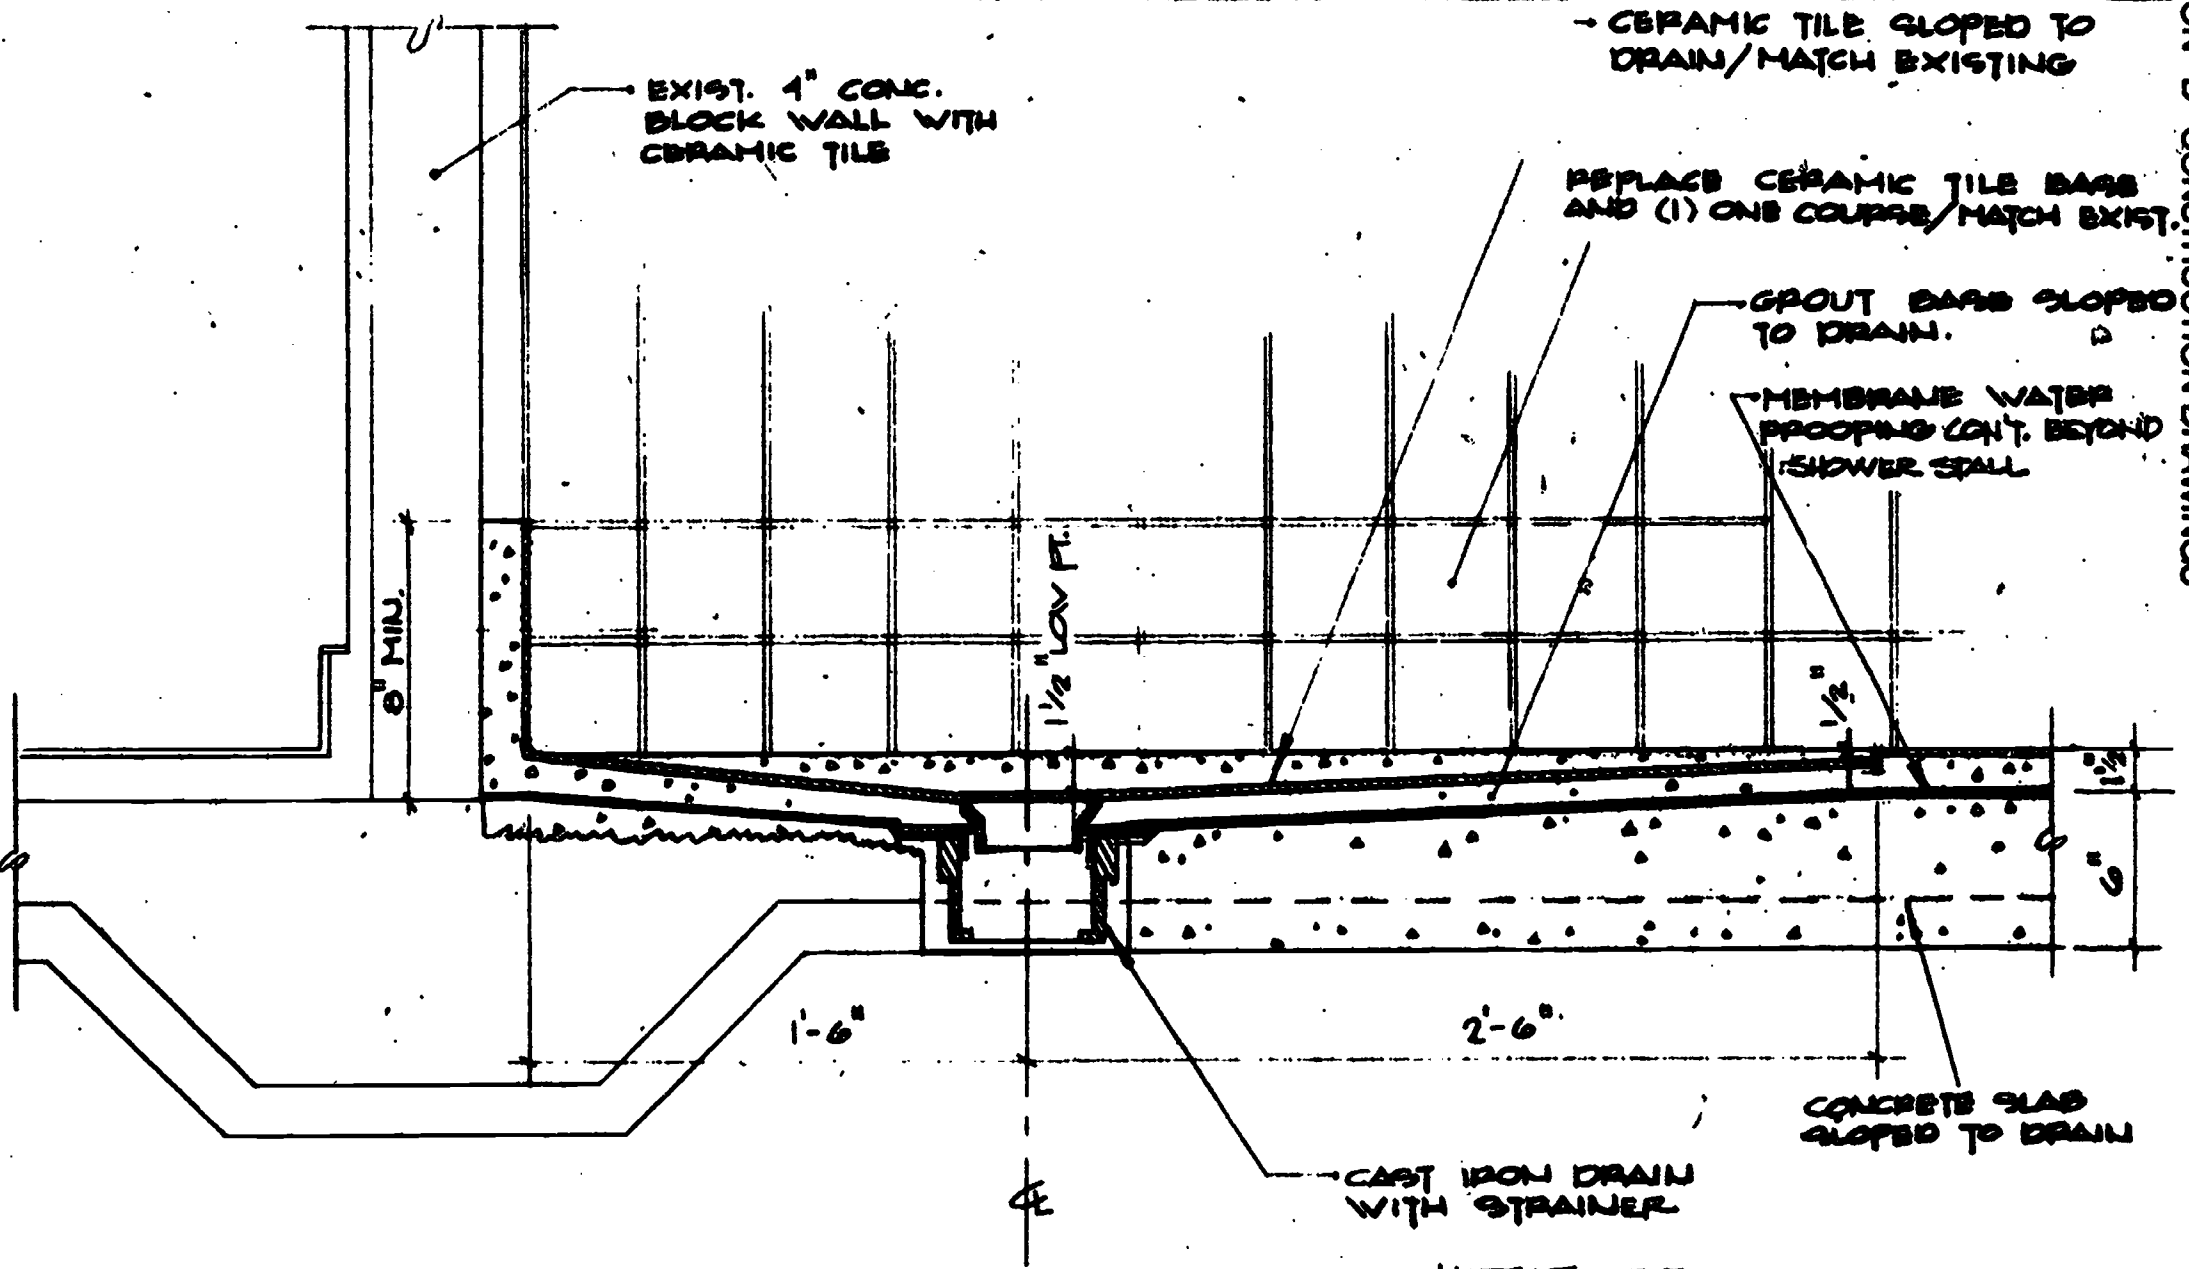 → CERAMIC TILE SLOPED TO
DRAIN/MATCH EXISTING
EXIST. 4" CONC.
BLOCK WALL WITH
CERAMIC TILE
REPLACE CERAMIC TILE BASE
AND (1) ONE COURSE/MATCH EXIST.
GROUT BASE SLOPED
TO DRAIN.
MEMBRANE WATER
PROOFING CON'T. BEYOND
SHOWER STALL
8" MIN.
1 1/2" LOW PT.
1/2"
1 1/2"
6"
1'-6"
2'-6"
CONCRETE SLAB
SLOPED TO DRAIN
CAST IRON DRAIN
WITH STRAINER
CL